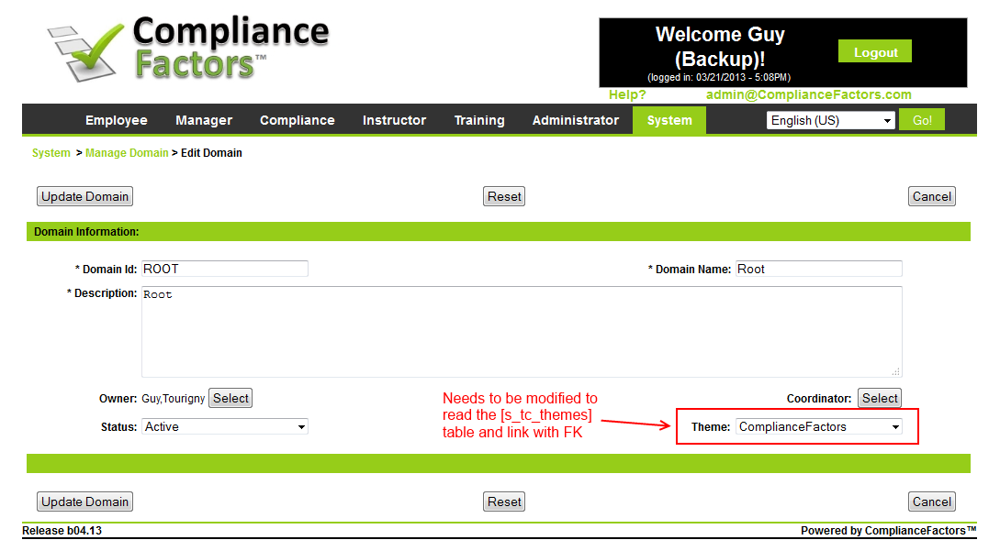 Compliance
Factors™
Welcome Guy
(Backup)!
(logged in: 03/21/2013 - 5:08PM)
Logout
Help? admin@ComplianceFactors.com
Employee Manager Compliance Instructor Training Administrator System English (US) Go!
System > Manage Domain > Edit Domain
Update Domain Reset Cancel
Domain Information:
* Domain Id: ROOT * Domain Name: Root
* Description: Root
Owner: Guy,Tourigny Select Coordinator: Select
Status: Active Theme: ComplianceFactors
Needs to be modified to
read the [s_tc_themes]
table and link with FK
Update Domain Reset Cancel
Release b04.13 Powered by ComplianceFactors™